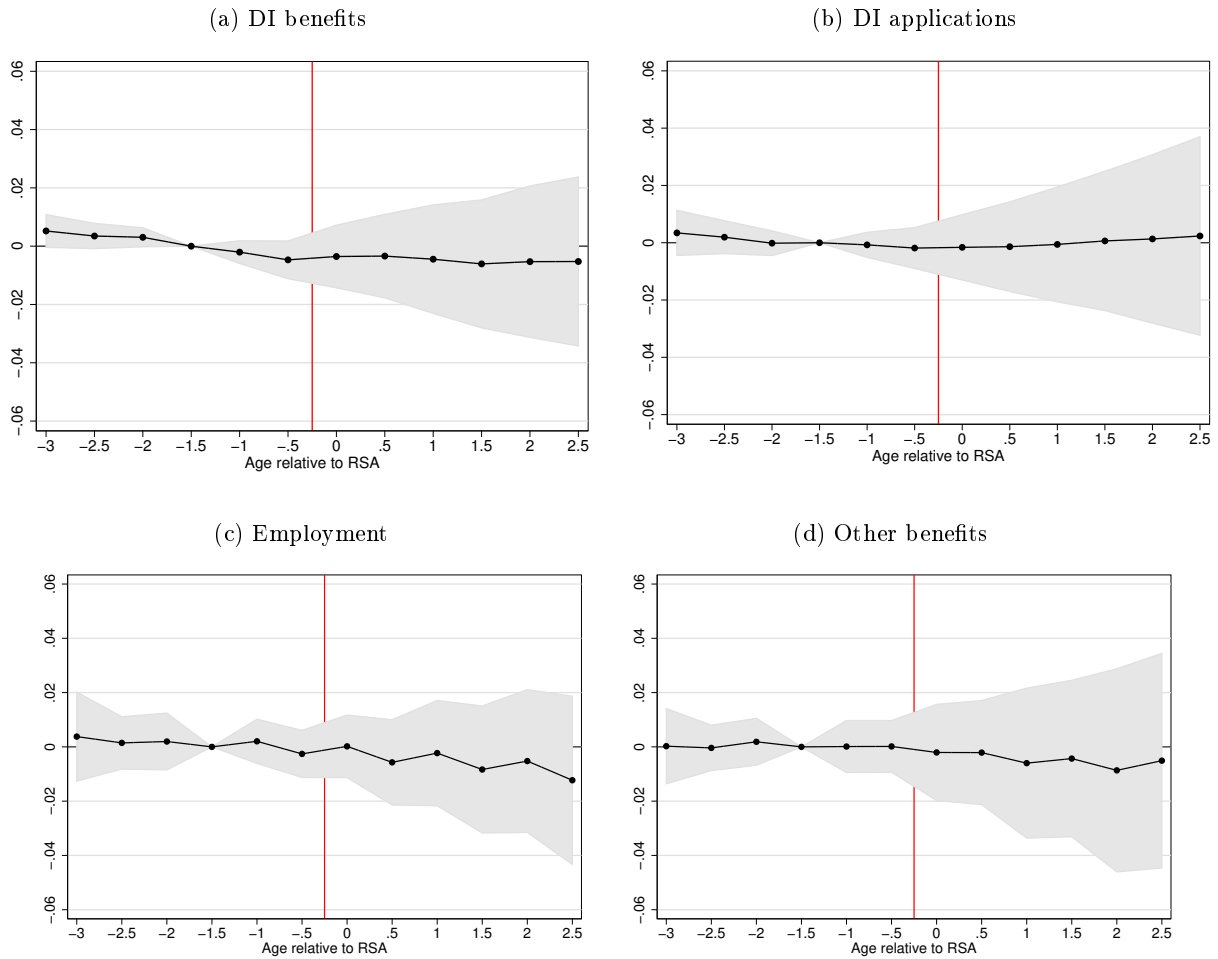 (a) DI benefits
.06
.04
.02
0
−.02
−.04
−.06
−3 −2.5 −2 −1.5 −1 −.5 0 .5 1 1.5 2 2.5
Age relative to RSA
(b) DI applications
.06
.04
.02
0
−.02
−.04
−.06
−3 −2.5 −2 −1.5 −1 −.5 0 .5 1 1.5 2 2.5
Age relative to RSA
(c) Employment
.06
.04
.02
0
−.02
−.04
−.06
−3 −2.5 −2 −1.5 −1 −.5 0 .5 1 1.5 2 2.5
Age relative to RSA
(d) Other benefits
.06
.04
.02
0
−.02
−.04
−.06
−3 −2.5 −2 −1.5 −1 −.5 0 .5 1 1.5 2 2.5
Age relative to RSA